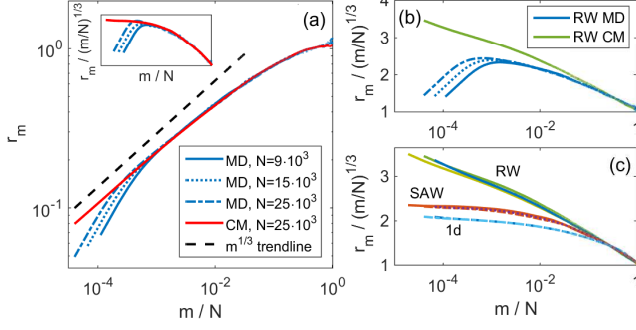 (a)
r_m / (m/N)^{1/3}
m / N
10^0
10^{-1}
r_m
MD, N=9·10^3
MD, N=15·10^3
MD, N=25·10^3
CM, N=25·10^3
m^{1/3} trendline
10^{-4}
10^{-2}
10^0
m / N
(b)
RW MD
RW CM
r_m / (m/N)^{1/3}
4
3
2
1
10^{-4}
10^{-2}
1
(c)
RW
SAW
1d
r_m / (m/N)^{1/3}
3
2
1
10^{-4}
10^{-2}
1
m / N